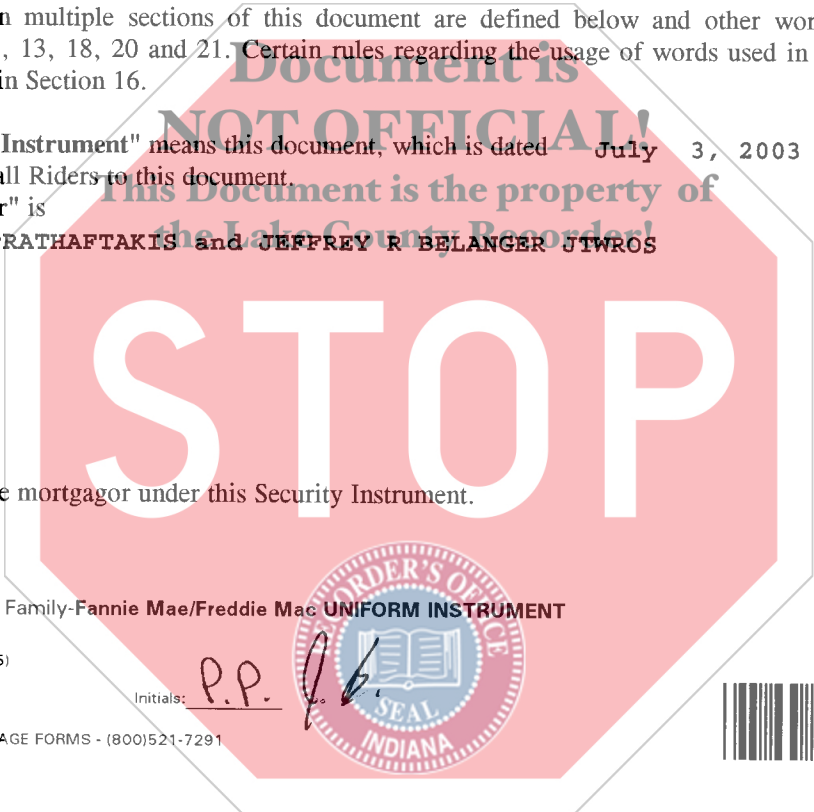 n multiple sections of this document are defined below and other wor
, 13, 18, 20 and 21. Certain rules regarding the usage of words used in
in Section 16.
Document is
NOT OFFICIAL!
This Document is the property of
the Lake County Recorder!
Instrument" means this document, which is dated July 3, 2003
all Riders to this document.
r" is
PRATHAFTAKIS and JEFFREY R BELANGER JTWROS
STOP
e mortgagor under this Security Instrument.
Family-Fannie Mae/Freddie Mac UNIFORM INSTRUMENT
5)
Initials: P.P. J.B.
RECORDER'S OFFICE
SEAL
INDIANA
AGE FORMS - (800)521-7291